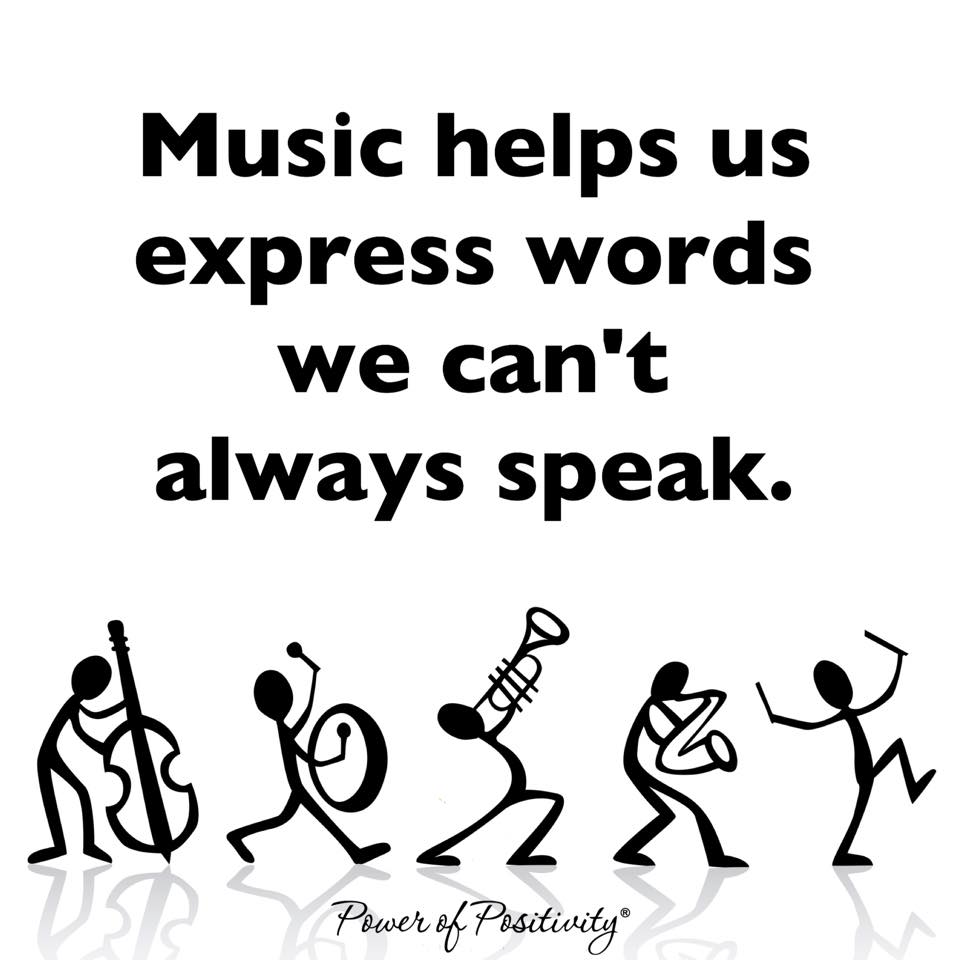 Music helps us
express words
we can't
always speak.
Power of Positivity®